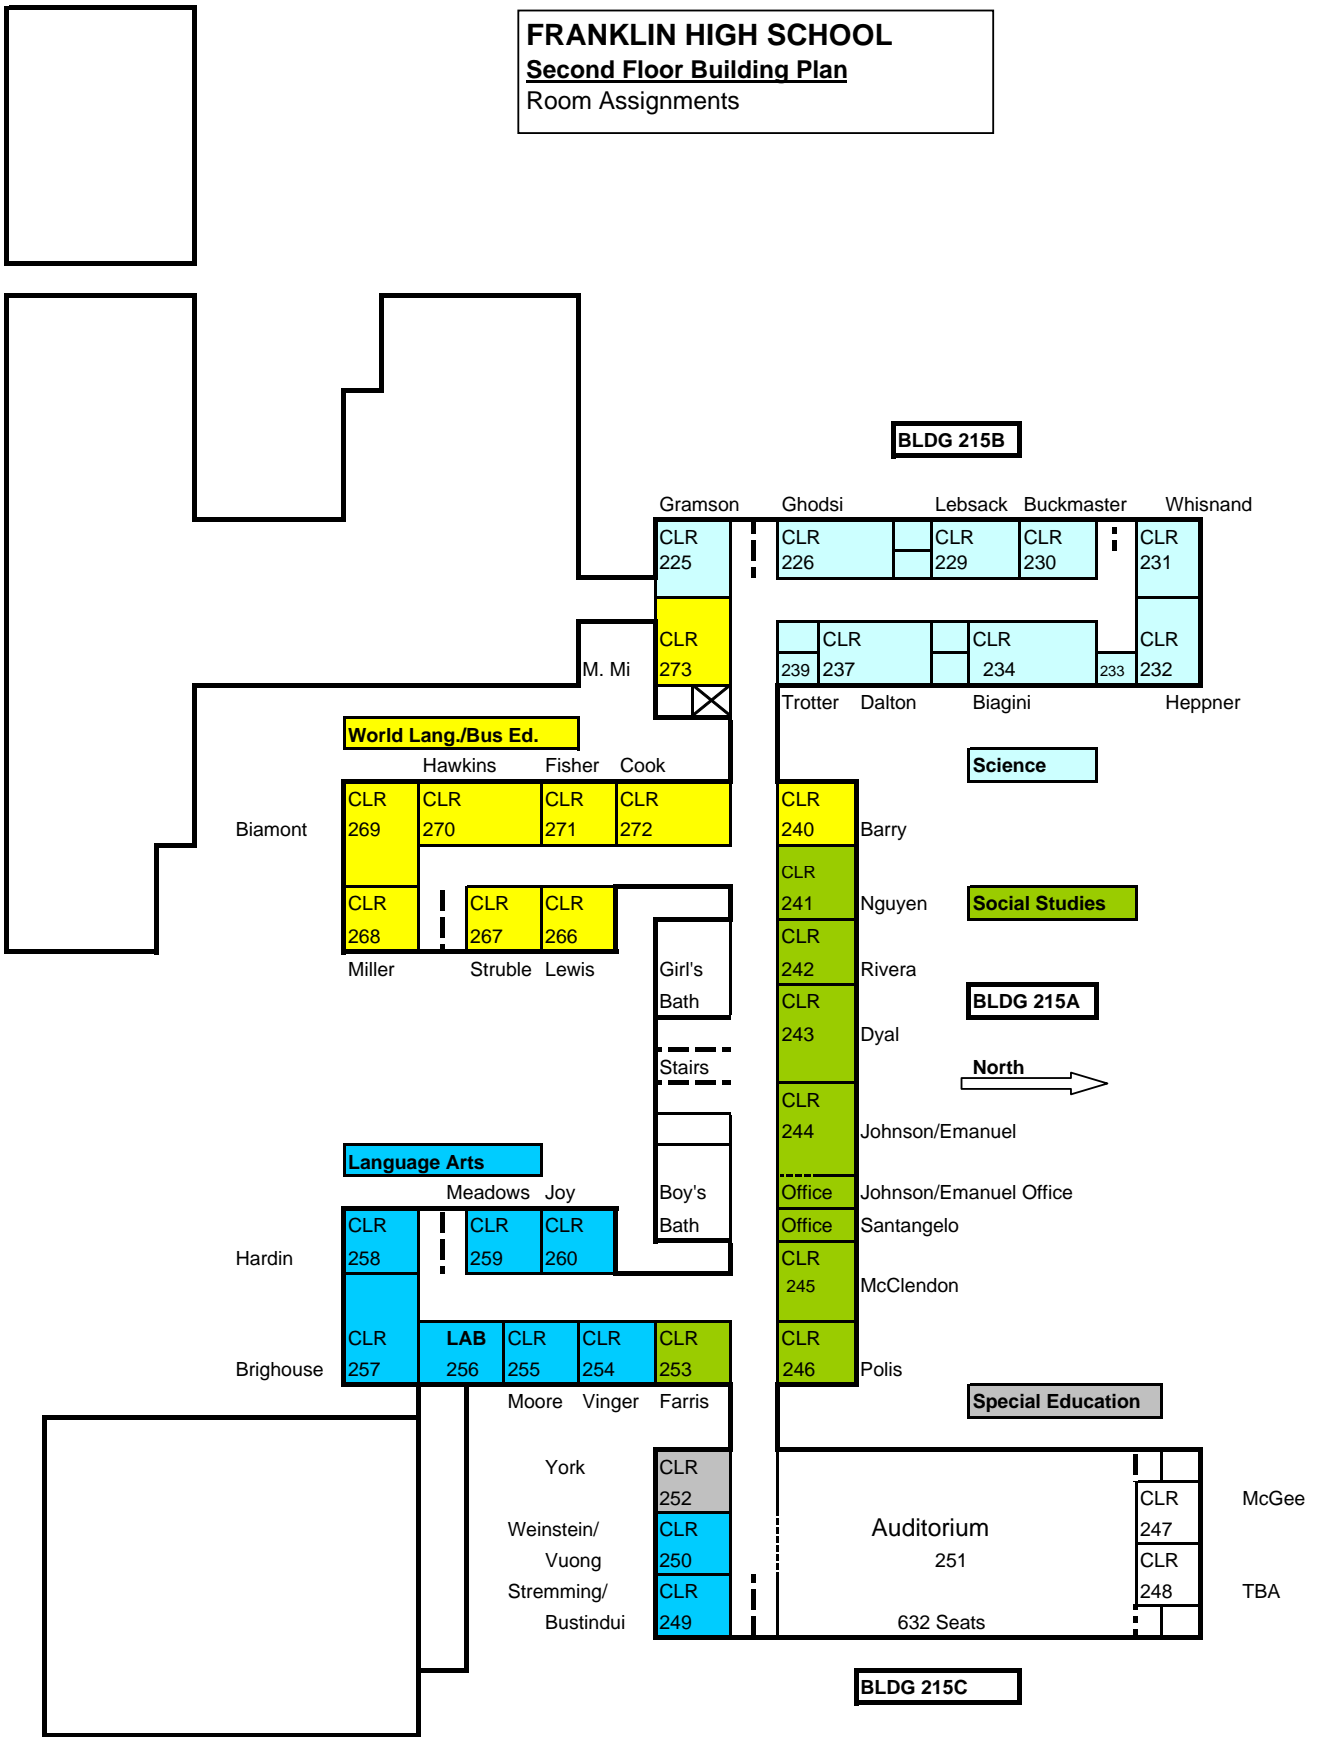 FRANKLIN HIGH SCHOOL
Second Floor Building Plan
Room Assignments
BLDG 215B
Gramson Ghodsi Lebsack Buckmaster Whisnand
CLR CLR CLR CLR CLR
225 226 229 230 231
CLR CLR CLR CLR
M. Mi 273 239 237 234 233 232
Trotter Dalton Biagini Heppner
World Lang./Bus Ed.
Science
Hawkins Fisher Cook
CLR CLR CLR CLR CLR
Biamont 269 270 271 272 240 Barry
CLR
CLR CLR CLR 241 Nguyen Social Studies
268 267 266 CLR
Miller Struble Lewis Girl's 242 Rivera
Bath CLR BLDG 215A
243 Dyal
Stairs North
CLR
244 Johnson/Emanuel
Language Arts
Meadows Joy Boy's Office Johnson/Emanuel Office
CLR CLR CLR Bath Office Santangelo
Hardin 258 259 260 CLR
245 McClendon
CLR LAB CLR CLR CLR CLR
Brighouse 257 256 255 254 253 246 Polis
Moore Vinger Farris Special Education
York CLR
252 CLR McGee
Weinstein/ CLR Auditorium 247
Vuong 250 251 CLR
Stremming/ CLR 248 TBA
Bustindui 249 632 Seats
BLDG 215C